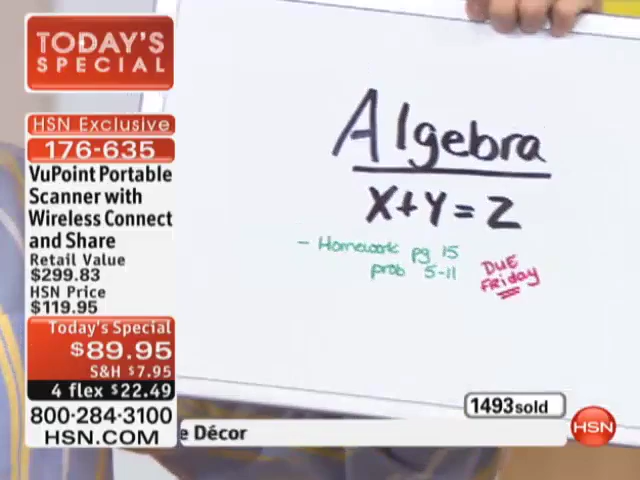 TODAY'S
SPECIAL
HSN Exclusive
176-635
VuPoint Portable
Scanner with
Wireless Connect
and Share
Retail Value
$299.83
HSN Price
$119.95
Today's Special
$89.95
S&H $7.95
4 flex $22.49
800-284-3100
HSN.COM
Algebra
X+Y=Z
- Homework pg 15
prob 5-11
DUE
FRiday
1493 sold
e Décor
HSN